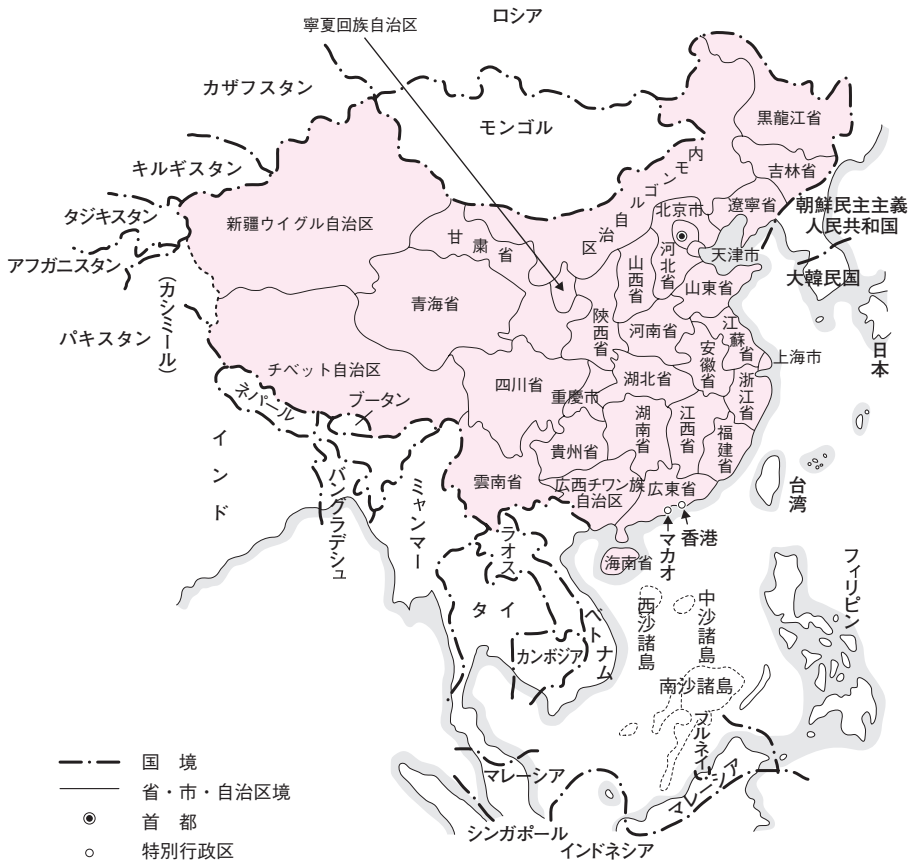 寧夏回族自治区
ロシア
カザフスタン
モンゴル
黒龍江省
内モンゴル自治区
吉林省
キルギスタン
遼寧省
朝鮮民主主義
人民共和国
北京市
タジキスタン
新疆ウイグル自治区
甘粛省
天津市
河北省
山西省
アフガニスタン
大韓民国
(カシミール)
青海省
山東省
陝西省
河南省
江蘇省
安徽省
上海市
日本
パキスタン
チベット自治区
四川省
重慶市
湖北省
浙江省
ネパール
ブータン
湖南省
江西省
福建省
インド
貴州省
雲南省
広西チワン族
自治区
広東省
台湾
バングラデシュ
ミャンマー
香港
マカオ
ラオス
海南省
フィリピン
タイ
ベトナム
西沙諸島
中沙諸島
カンボジア
南沙諸島
ブルネイ
マレーシア
マレーシア
シンガポール
インドネシア
国境
省・市・自治区境
首都
特別行政区